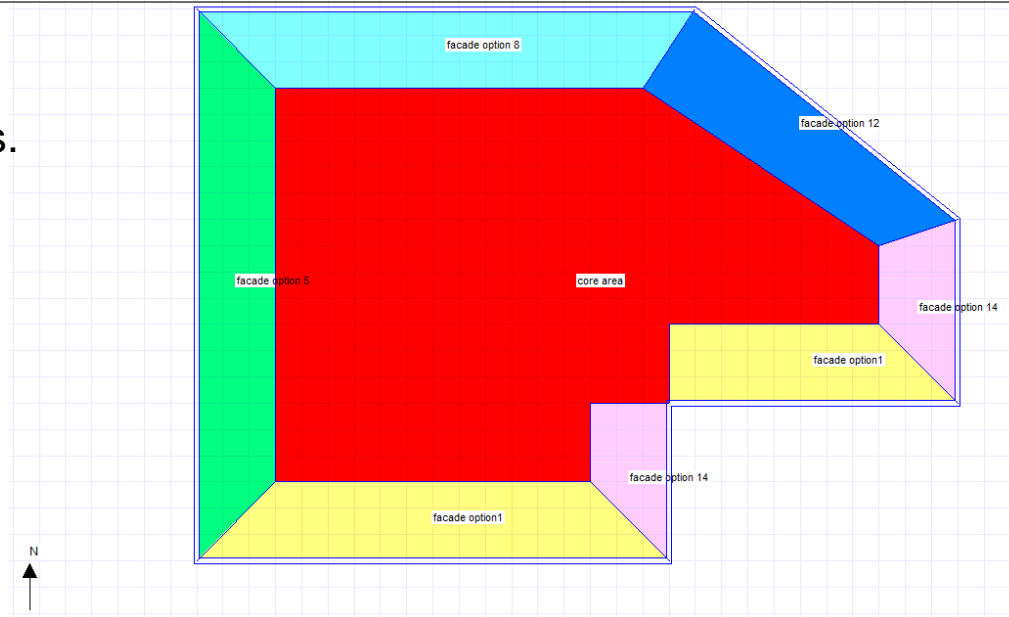 facade option 8
facade option 12
s.
facade option 5
core area
facade option 14
facade option1
facade option 14
facade option1
N